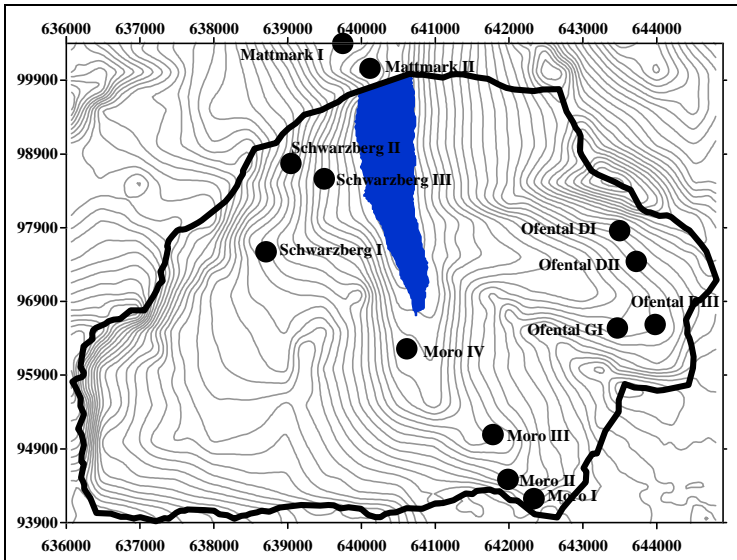 636000 637000 638000 639000 640000 641000 642000 643000 644000
Mattmark I
Mattmark II
99900
98900
97900
96900
95900
94900
93900
Schwarzberg II
Schwarzberg III
Schwarzberg I
Ofental DI
Ofental DII
Ofental DIII
Ofental GI
Moro IV
Moro III
Moro II
Moro I
636000 637000 638000 639000 640000 641000 642000 643000 644000